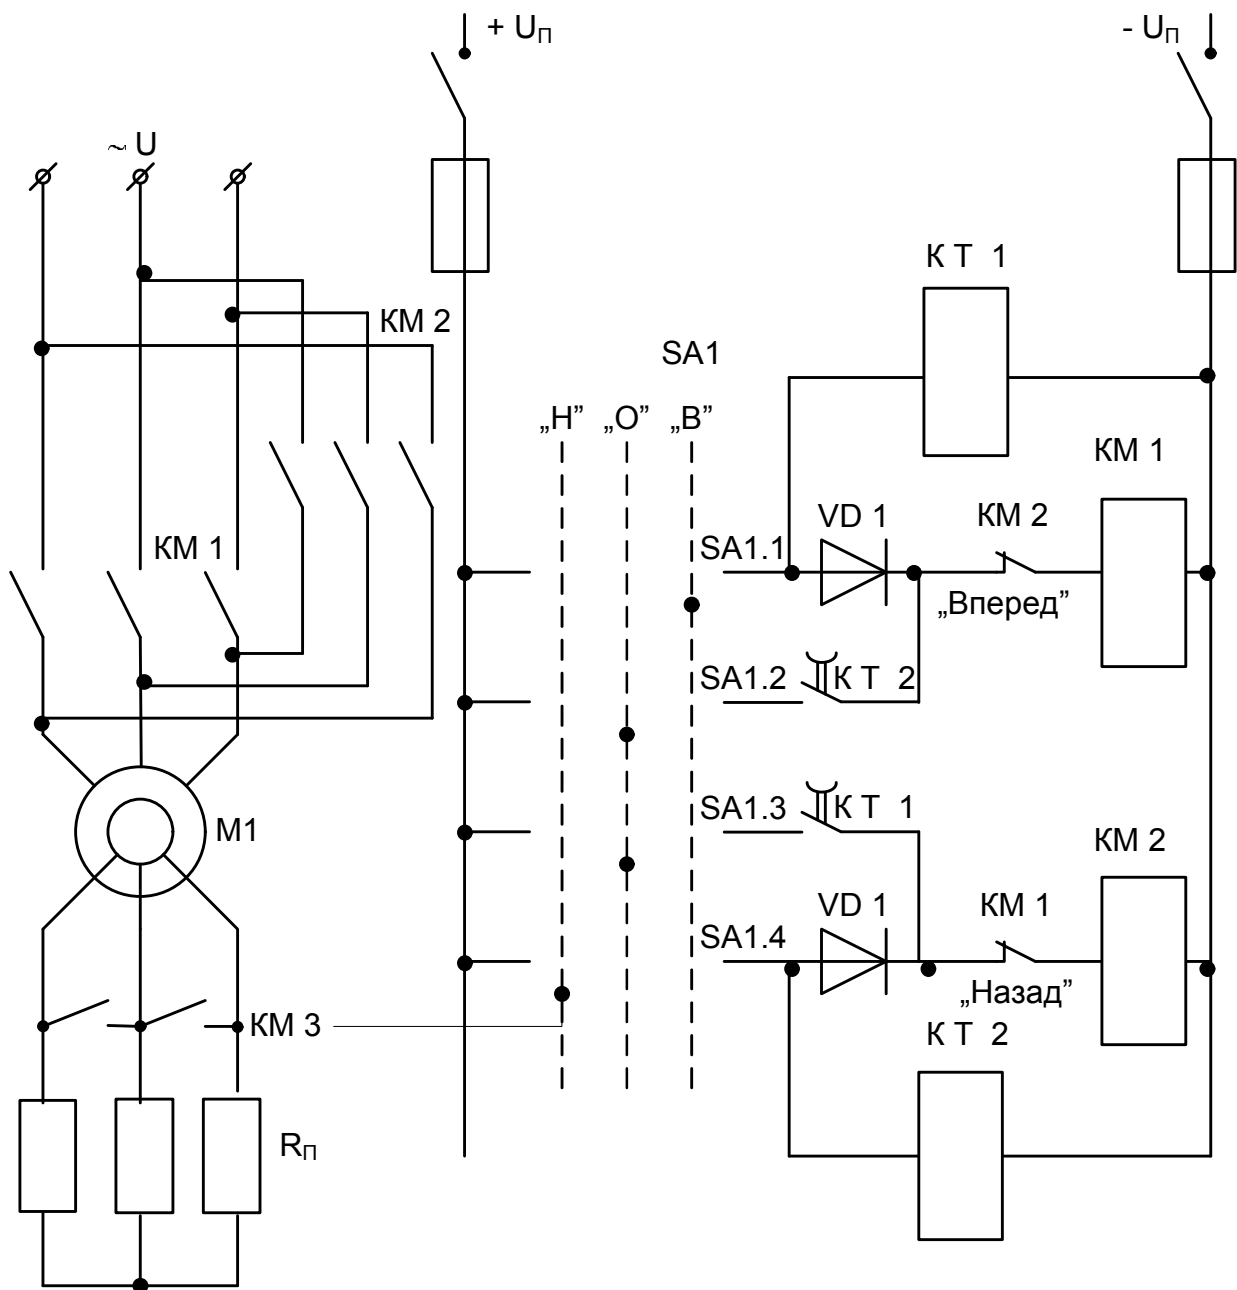 + UП
- UП
~ U
К Т 1
КМ 2
SA1
„Н” „О” „В”
КМ 1
VD 1
КМ 2
КМ 1
SA1.1
„Вперед”
SA1.2
К Т 2
SA1.3
К Т 1
М1
КМ 2
VD 1
КМ 1
SA1.4
„Назад”
КМ 3
К Т 2
RП